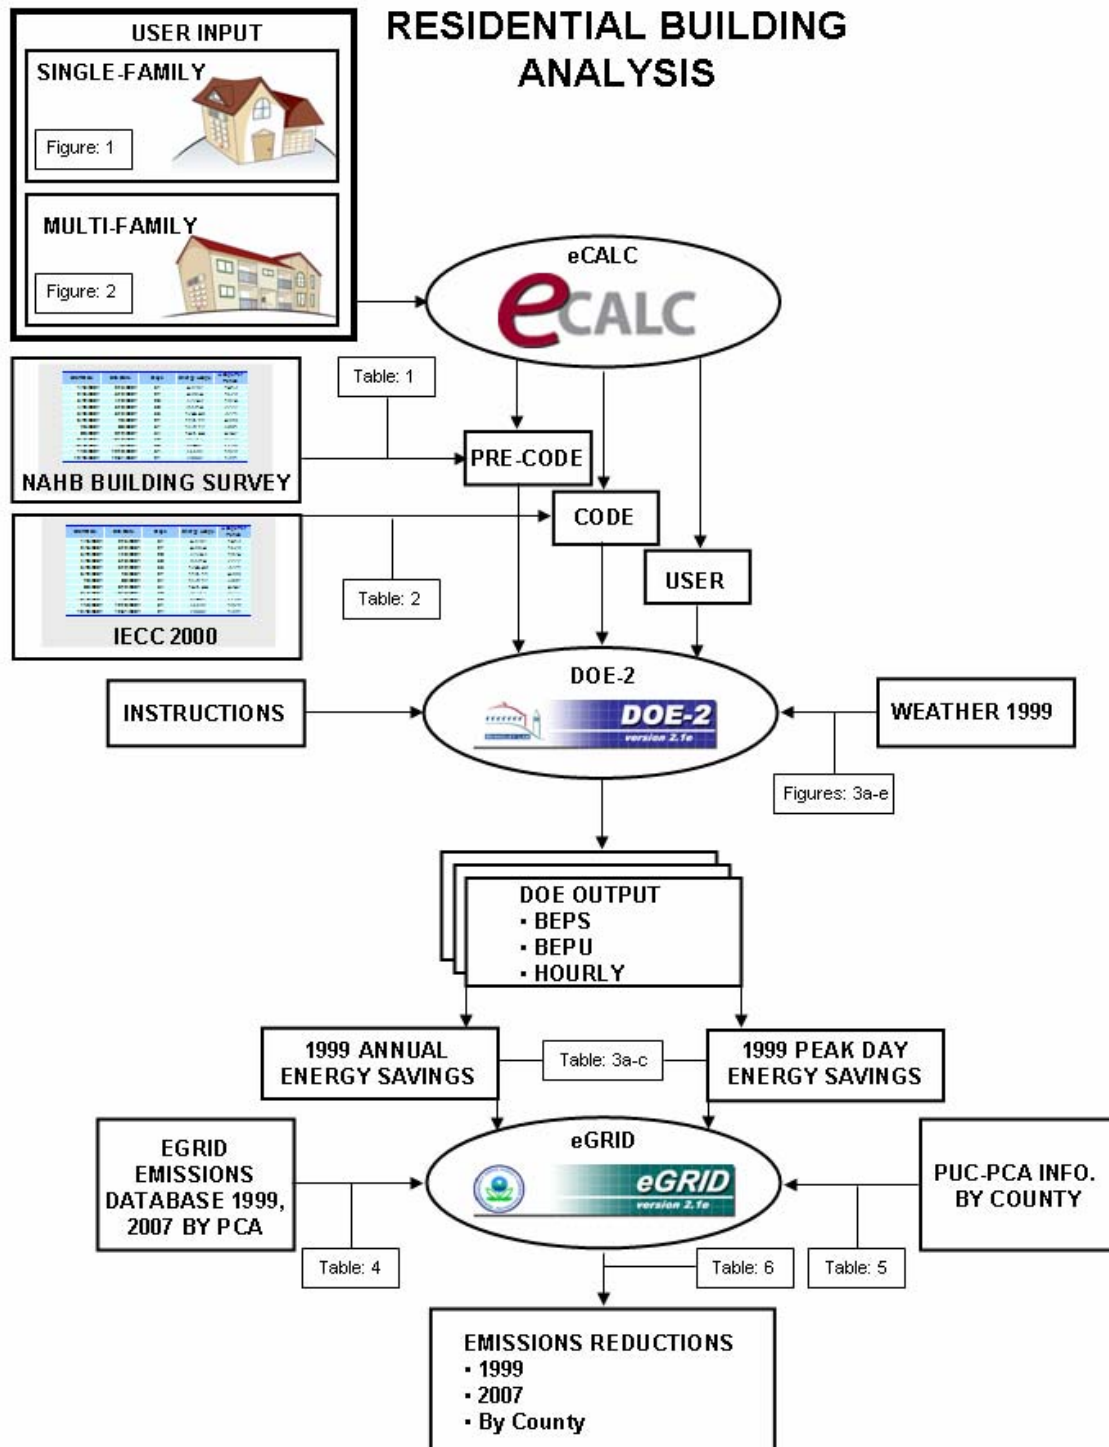 RESIDENTIAL BUILDING
ANALYSIS
USER INPUT
SINGLE-FAMILY
Figure: 1
MULTI-FAMILY
Figure: 2
eCALC
eCALC
Table: 1
NAHB BUILDING SURVEY
PRE-CODE
CODE
USER
Table: 2
IECC 2000
INSTRUCTIONS
DOE-2
DOE-2
version 2.1e
WEATHER 1999
Figures: 3a-e
DOE OUTPUT
▪ BEPS
▪ BEPU
▪ HOURLY
1999 ANNUAL
ENERGY SAVINGS
Table: 3a-c
1999 PEAK DAY
ENERGY SAVINGS
EGRID
EMISSIONS
DATABASE 1999,
2007 BY PCA
eGRID
eGRID
version 2.1e
PUC-PCA INFO.
BY COUNTY
Table: 4
Table: 6
Table: 5
EMISSIONS REDUCTIONS
▪ 1999
▪ 2007
▪ By County